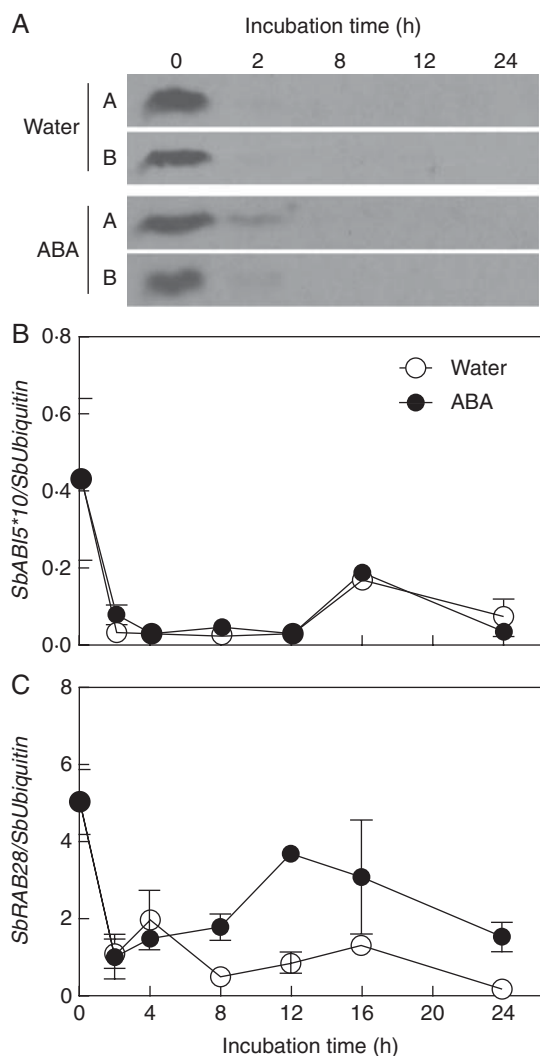 A
Incubation time (h)
0 2 8 12 24
Water
A
B
ABA
A
B
B
0·8
0·6
0·4
0·2
0·0
SbABI5*10/SbUbiquitin
Water
ABA
C
8
6
4
2
0
SbRAB28/SbUbiquitin
0 4 8 12 16 20 24
Incubation time (h)